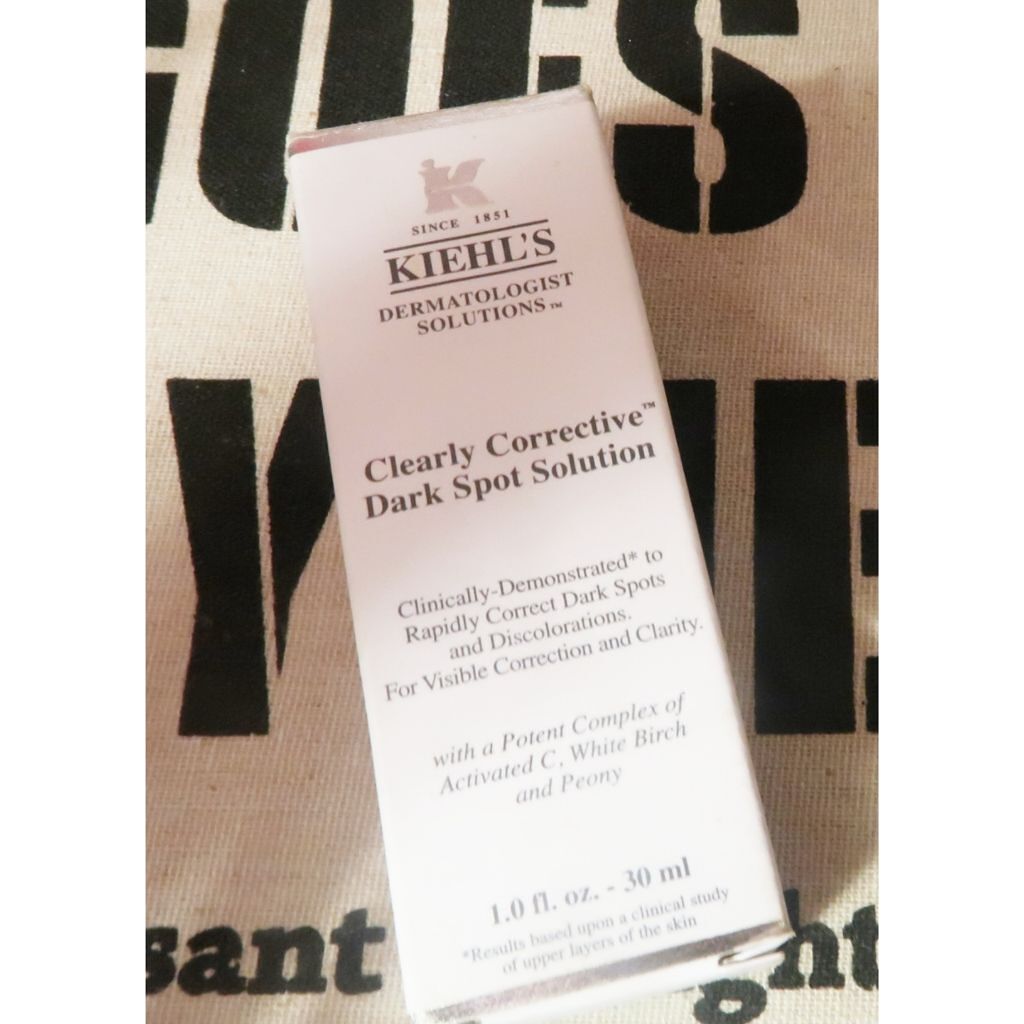 K
SINCE 1851
KIEHL'S
DERMATOLOGIST
SOLUTIONS™
Clearly Corrective™
Dark Spot Solution
Clinically-Demonstrated* to
Rapidly Correct Dark Spots
and Discolorations.
For Visible Correction and Clarity.
with a Potent Complex of
Activated C, White Birch
and Peony
1.0 fl. oz. - 30 ml
*Results based upon a clinical study
of upper layers of the skin